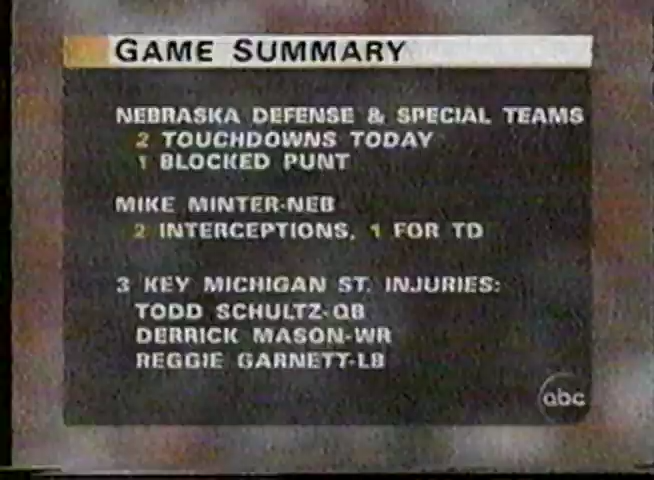 GAME SUMMARY
NEBRASKA DEFENSE & SPECIAL TEAMS
2 TOUCHDOWNS TODAY
1 BLOCKED PUNT
MIKE MINTER-NEB
2 INTERCEPTIONS, 1 FOR TD
3 KEY MICHIGAN ST. INJURIES:
TODD SCHULTZ-QB
DERRICK MASON-WR
REGGIE GARNETT-LB
abc